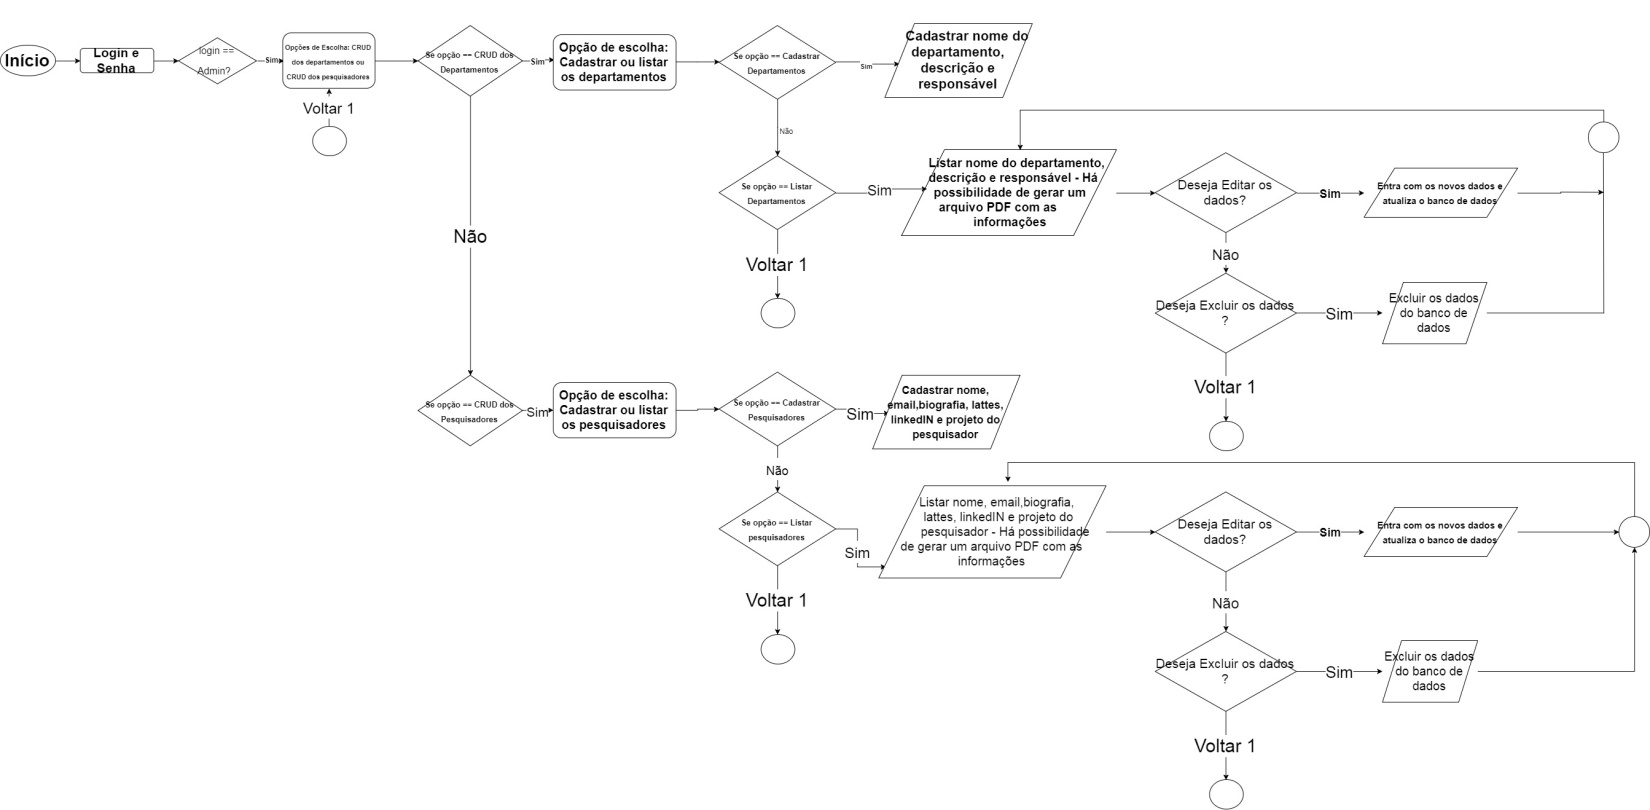 Início
Login e
Senha
login ==
Admin?
Sim
Opções de Escolha: CRUD
dos departamentos ou
CRUD dos pesquisadores
Voltar 1
Se opção == CRUD dos
Departamentos
Sim
Opção de escolha:
Cadastrar ou listar
os departamentos
Se opção == Cadastrar
Departamentos
Sim
Cadastrar nome do
departamento,
descrição e
responsável
Não
Se opção == Listar
Departamentos
Sim
Listar nome do departamento,
descrição e responsável - Há
possibilidade de gerar um
arquivo PDF com as
informações
Deseja Editar os
dados?
Sim
Entra com os novos dados e
atualiza o banco de dados
Não
Voltar 1
Não
Deseja Excluir os dados
?
Sim
Excluir os dados
do banco de
dados
Voltar 1
Se opção == CRUD dos
Pesquisadores
Sim
Opção de escolha:
Cadastrar ou listar
os pesquisadores
Se opção == Cadastrar
Pesquisadores
Sim
Cadastrar nome,
email,biografia, lattes,
linkedIN e projeto do
pesquisador
Não
Se opção == Listar
pesquisadores
Sim
Listar nome, email,biografia,
lattes, linkedIN e projeto do
pesquisador - Há possibilidade
de gerar um arquivo PDF com as
informações
Deseja Editar os
dados?
Sim
Entra com os novos dados e
atualiza o banco de dados
Voltar 1
Não
Deseja Excluir os dados
?
Sim
Excluir os dados
do banco de
dados
Voltar 1